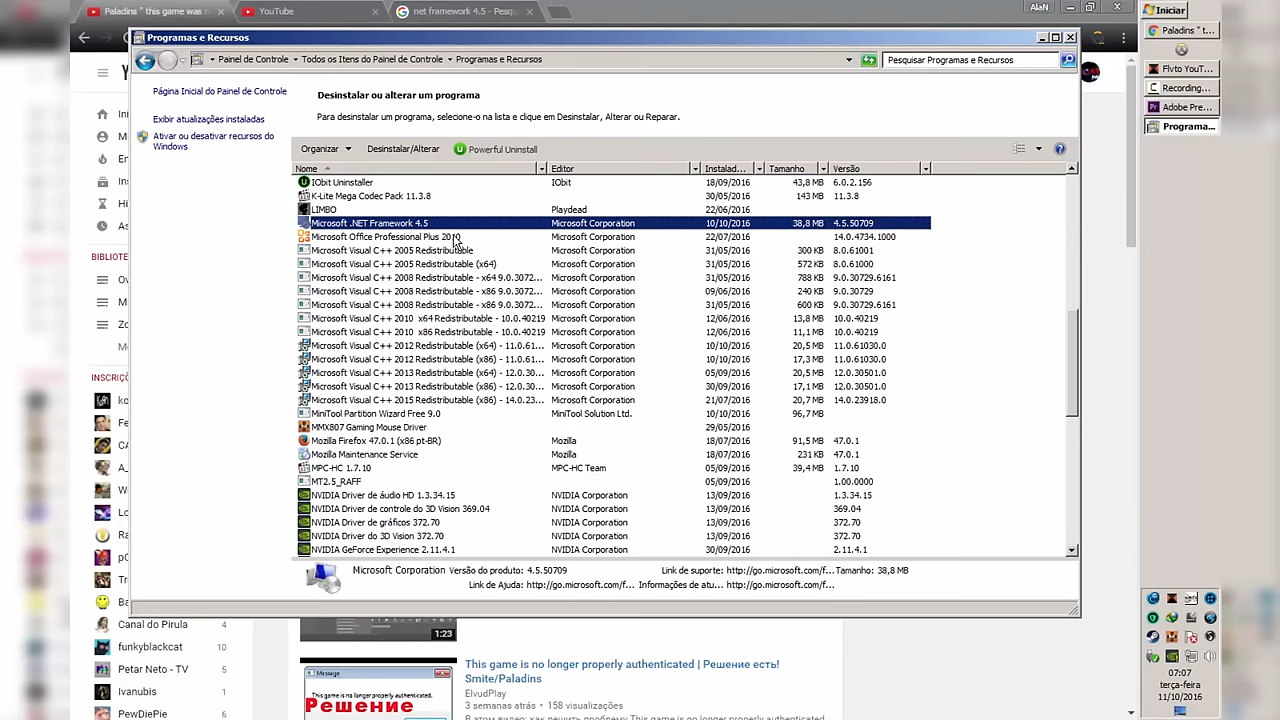 Paladins " this game was n
YouTube
net framework 4.5 - Pesqu
AlaN
Iniciar
Paladins " t...
Flvto YouT...
Recording...
Adobe Pre...
Programa...
Programas e Recursos
Painel de Controle
Todos os Itens do Painel de Controle
Programas e Recursos
Pesquisar Programas e Recursos
Página Inicial do Painel de Controle
Exibir atualizações instaladas
Ativar ou desativar recursos do
Windows
Desinstalar ou alterar um programa
Para desinstalar um programa, selecione-o na lista e clique em Desinstalar, Alterar ou Reparar.
Organizar
Desinstalar/Alterar
Powerful Uninstall
Nome Editor Instalad... Tamanho Versão
IObit Uninstaller IObit 18/09/2016 43,8 MB 6.0.2.156
K-Lite Mega Codec Pack 11.3.8 30/05/2016 143 MB 11.3.8
LIMBO Playdead 22/06/2016
Microsoft .NET Framework 4.5 Microsoft Corporation 10/10/2016 38,8 MB 4.5.50709
Microsoft Office Professional Plus 2010 Microsoft Corporation 22/07/2016 14.0.4734.1000
Microsoft Visual C++ 2005 Redistributable Microsoft Corporation 31/05/2016 300 KB 8.0.61001
Microsoft Visual C++ 2005 Redistributable (x64) Microsoft Corporation 31/05/2016 572 KB 8.0.61000
Microsoft Visual C++ 2008 Redistributable - x64 9.0.3072... Microsoft Corporation 31/05/2016 788 KB 9.0.30729.6161
Microsoft Visual C++ 2008 Redistributable - x86 9.0.3072... Microsoft Corporation 09/06/2016 240 KB 9.0.30729
Microsoft Visual C++ 2008 Redistributable - x86 9.0.3072... Microsoft Corporation 31/05/2016 600 KB 9.0.30729.6161
Microsoft Visual C++ 2010 x64 Redistributable - 10.0.40219 Microsoft Corporation 12/06/2016 13,8 MB 10.0.40219
Microsoft Visual C++ 2010 x86 Redistributable - 10.0.40219 Microsoft Corporation 12/06/2016 11,1 MB 10.0.40219
Microsoft Visual C++ 2012 Redistributable (x64) - 11.0.61... Microsoft Corporation 10/10/2016 20,5 MB 11.0.61030.0
Microsoft Visual C++ 2012 Redistributable (x86) - 11.0.61... Microsoft Corporation 10/10/2016 17,3 MB 11.0.61030.0
Microsoft Visual C++ 2013 Redistributable (x64) - 12.0.30... Microsoft Corporation 05/09/2016 20,5 MB 12.0.30501.0
Microsoft Visual C++ 2013 Redistributable (x86) - 12.0.30... Microsoft Corporation 30/09/2016 17,1 MB 12.0.30501.0
Microsoft Visual C++ 2015 Redistributable (x86) - 14.0.23... Microsoft Corporation 21/07/2016 20,7 MB 14.0.23918.0
MiniTool Partition Wizard Free 9.0 MiniTool Solution Ltd. 10/10/2016 96,7 MB
MMX807 Gaming Mouse Driver 29/05/2016
Mozilla Firefox 47.0.1 (x86 pt-BR) Mozilla 18/07/2016 91,5 MB 47.0.1
Mozilla Maintenance Service Mozilla 18/07/2016 231 KB 47.0.1
MPC-HC 1.7.10 MPC-HC Team 05/09/2016 39,4 MB 1.7.10
MT2.5_RAFF 05/09/2016 1.00.0000
NVIDIA Driver de áudio HD 1.3.34.15 NVIDIA Corporation 13/09/2016 1.3.34.15
NVIDIA Driver de controle do 3D Vision 369.04 NVIDIA Corporation 13/09/2016 369.04
NVIDIA Driver de gráficos 372.70 NVIDIA Corporation 13/09/2016 372.70
NVIDIA Driver do 3D Vision 372.70 NVIDIA Corporation 13/09/2016 372.70
NVIDIA GeForce Experience 2.11.4.1 NVIDIA Corporation 30/09/2016 2.11.4.1
Microsoft Corporation Versão do produto: 4.5.50709 Link de suporte: http://go.microsoft.com/f... Tamanho: 38,8 MB
Link de Ajuda: http://go.microsoft.com/f... Informações de atu... http://go.microsoft.com/f...
BIBLIOTE
INSCRIÇÕ
Canal do Pirula 4
funkyblackcat 10
Petar Neto - TV 5
Ivanubis 1
PewDiePie 2
1:23
Message
This game is no longer properly authenticated.
Решение
This game is no longer properly authenticated | Решение есть!
Smite/Paladins
ElvudPlay
3 semanas atrás • 158 visualizações
В этом видео: как решить проблему This game is no longer properly authenticated
07:07
terça-feira
11/10/2016